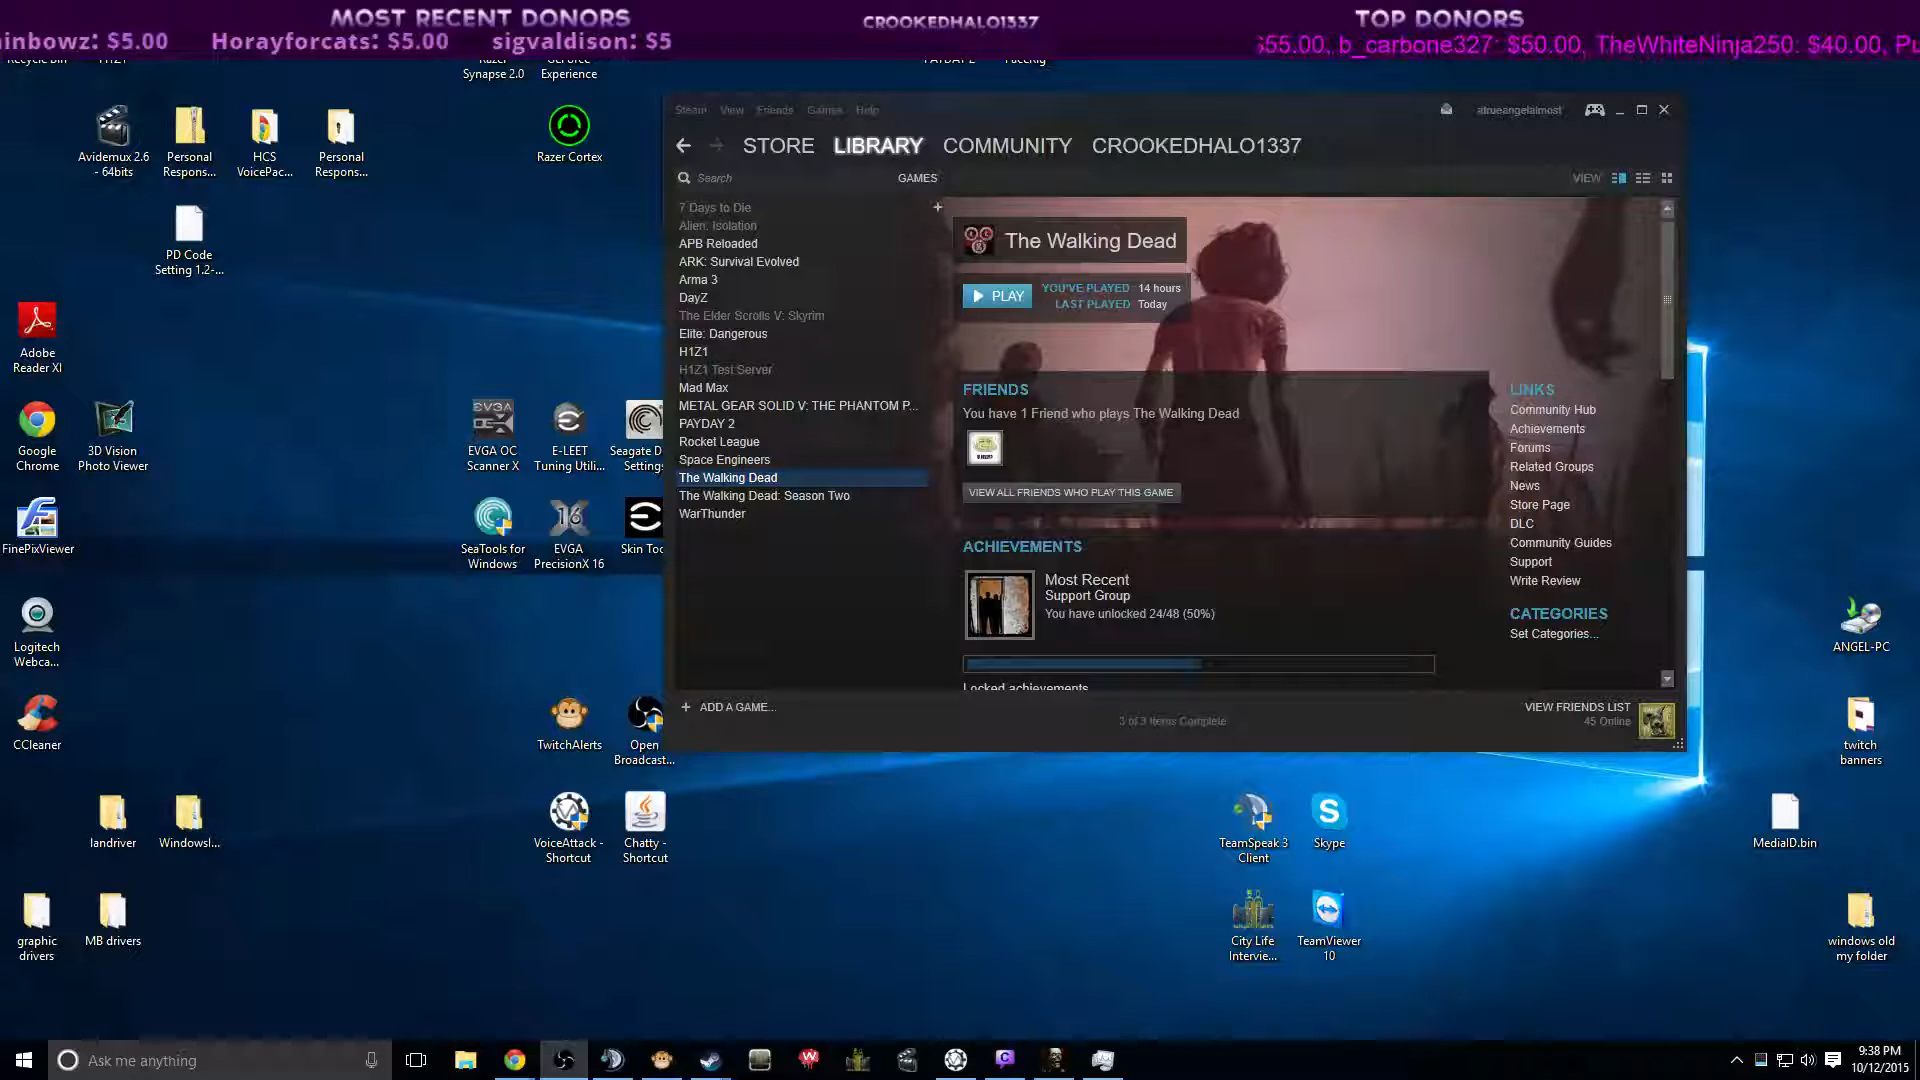 MOST RECENT DONORS
CROOKEDHALO1337
TOP DONORS
inbowz: $5.00 Horayforcats: $5.00 sigvaldison: $5
$55.00, b_carbone327: $50.00, TheWhiteNinja250: $40.00, Pu
Synapse 2.0
Experience
Avidemux 2.6 - 64bits
Personal Respons...
HCS VoicePac...
Personal Respons...
Razer Cortex
PD Code Setting 1.2-...
Adobe Reader XI
Google Chrome
3D Vision Photo Viewer
EVGA OC Scanner X
E-LEET Tuning Utili...
Seagate D
Settings
FinePixViewer
SeaTools for Windows
EVGA PrecisionX 16
Skin Too
Logitech Webca...
CCleaner
TwitchAlerts
Open Broadcast...
landriver
Windowsl...
VoiceAttack - Shortcut
Chatty - Shortcut
graphic drivers
MB drivers
Steam View Friends Games Help
atrueangelalmost
STORE LIBRARY COMMUNITY CROOKEDHALO1337
Search
GAMES
VIEW
7 Days to Die
Alien: Isolation
APB Reloaded
ARK: Survival Evolved
Arma 3
DayZ
The Elder Scrolls V: Skyrim
Elite: Dangerous
H1Z1
H1Z1 Test Server
Mad Max
METAL GEAR SOLID V: THE PHANTOM P...
PAYDAY 2
Rocket League
Space Engineers
The Walking Dead
The Walking Dead: Season Two
WarThunder
The Walking Dead
PLAY
YOU'VE PLAYED 14 hours
LAST PLAYED Today
FRIENDS
You have 1 Friend who plays The Walking Dead
VIEW ALL FRIENDS WHO PLAY THIS GAME
ACHIEVEMENTS
Most Recent
Support Group
You have unlocked 24/48 (50%)
Locked achievements
LINKS
Community Hub
Achievements
Forums
Related Groups
News
Store Page
DLC
Community Guides
Support
Write Review
CATEGORIES
Set Categories...
+ ADD A GAME...
3 of 3 Items Complete
VIEW FRIENDS LIST
45 Online
ANGEL-PC
twitch banners
TeamSpeak 3 Client
Skype
MediaID.bin
City Life Intervie...
TeamViewer 10
windows old my folder
Ask me anything
9:38 PM
10/12/2015